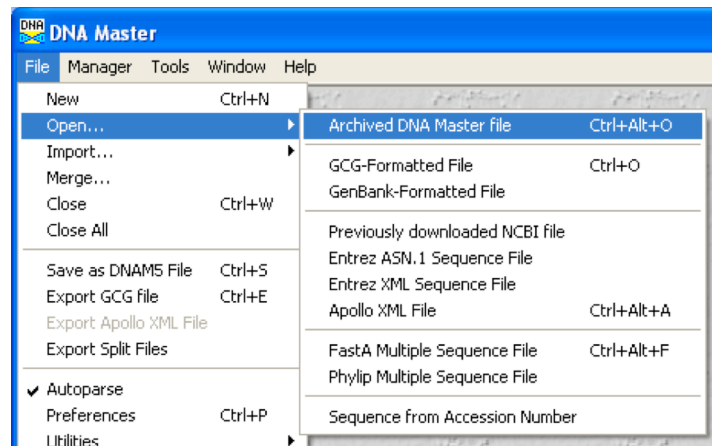 DNA
DNA Master
File Manager Tools Window Help
New Ctrl+N
Open...
Import...
Merge...
Close Ctrl+W
Close All
Save as DNAM5 File Ctrl+S
Export GCG file Ctrl+E
Export Apollo XML File
Export Split Files
Autoparse
Preferences Ctrl+P
Utilities
Archived DNA Master file Ctrl+Alt+O
GCG-Formatted File Ctrl+O
GenBank-Formatted File
Previously downloaded NCBI file
Entrez ASN.1 Sequence File
Entrez XML Sequence File
Apollo XML File Ctrl+Alt+A
FastA Multiple Sequence File Ctrl+Alt+F
Phylip Multiple Sequence File
Sequence from Accession Number